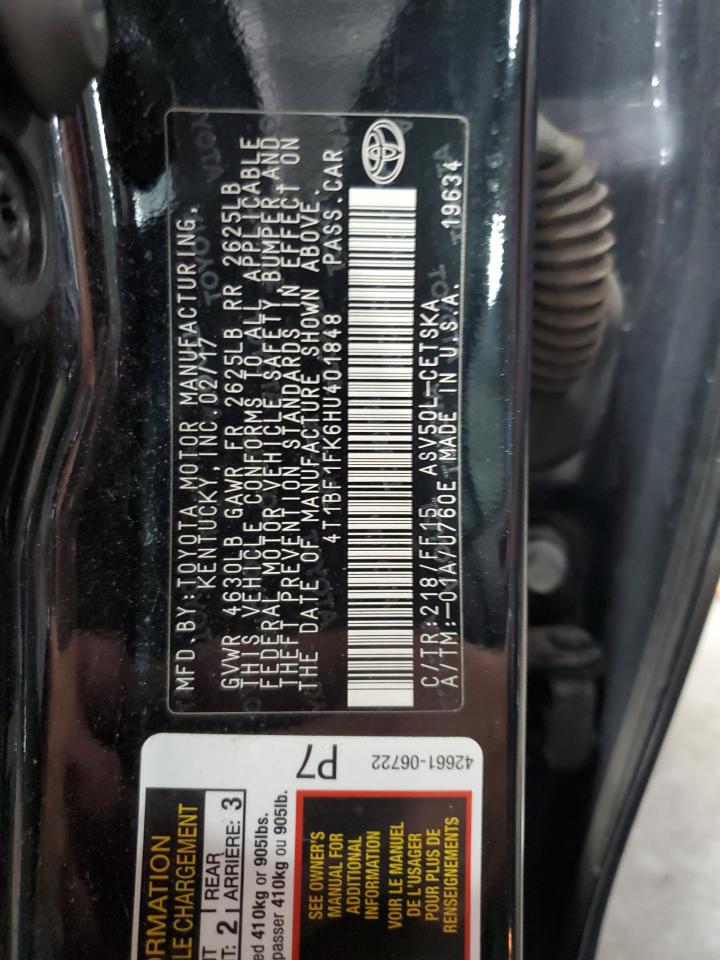 MFD.BY:TOYOTA MOTOR MANUFACTURING,
KENTUCKY, INC. 02/17
GVWR 4630LB GAWR FR 2625LB RR 2625LB
THIS VEHICLE CONFORMS TO ALL APPLICABLE
FEDERAL MOTOR VEHICLE SAFETY, BUMPER, AND
THEFT PREVENTION STANDARDS IN EFFECT ON
THE DATE OF MANUFACTURE SHOWN ABOVE.
4T1BF1FK6HU401848 PASS.CAR
C/TR:218/FF15 ASV50L-CETSKA
A/TM:-01A/U760E MADE IN U.S.A. 19634
P7
42661-06722
ORMATION
LE CHARGEMENT
REAR
T: 2 ARRIÈRE: 3
ed 410kg or 905lbs.
passer 410kg ou 905lb.
SEE OWNER'S
MANUAL FOR
ADDITIONAL
INFORMATION
VOIR LE MANUEL
DE L'USAGER
POUR PLUS DE
RENSEIGNEMENTS